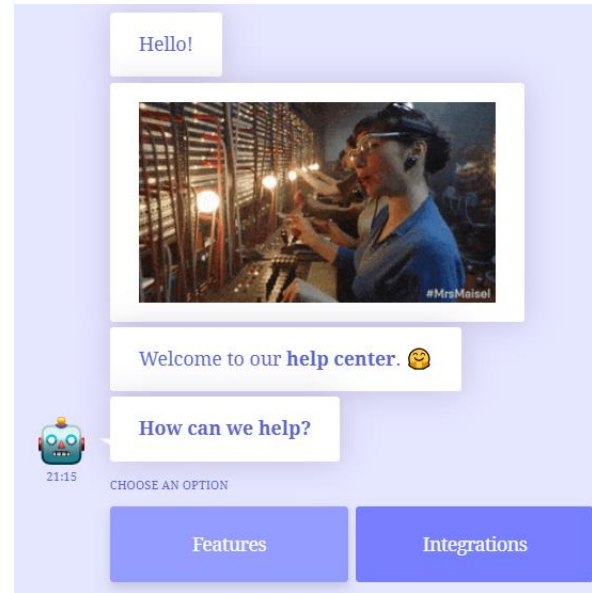 Hello!
#MrsMaisel
Welcome to our help center. 🤗
How can we help?
21:15
CHOOSE AN OPTION
Features
Integrations